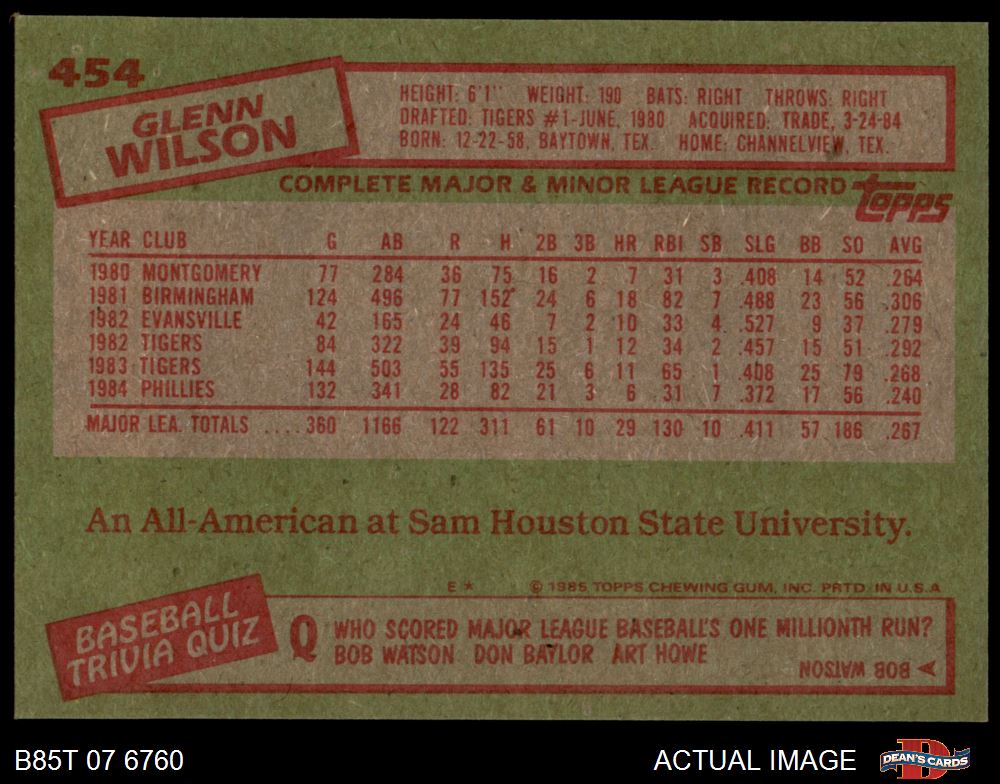 454
GLENN
WILSON
HEIGHT: 6'1" WEIGHT: 190 BATS: RIGHT THROWS: RIGHT
DRAFTED: TIGERS #1-JUNE, 1980 ACQUIRED: TRADE, 3-24-84
BORN: 12-22-58, BAYTOWN, TEX. HOME: CHANNELVIEW, TEX.
COMPLETE MAJOR & MINOR LEAGUE RECORD topps
YEAR CLUB G AB R H 2B 3B HR RBI SB SLG BB SO AVG
1980 MONTGOMERY 77 284 36 75 16 2 7 31 3 .408 14 52 .264
1981 BIRMINGHAM 124 496 77 152* 24 6 18 82 7 .488 23 56 .306
1982 EVANSVILLE 42 165 24 46 7 2 10 33 4 .527 9 37 .279
1982 TIGERS 84 322 39 94 15 1 12 34 2 .457 15 51 .292
1983 TIGERS 144 503 55 135 25 6 11 65 1 .408 25 79 .268
1984 PHILLIES 132 341 28 82 21 3 6 31 7 .372 17 56 .240
MAJOR LEA. TOTALS ....360 1166 122 311 61 10 29 130 10 .411 57 186 .267
An All-American at Sam Houston State University.
E * © 1985 TOPPS CHEWING GUM, INC. PRTD. IN U.S.A
BASEBALL
TRIVIA QUIZ
Q WHO SCORED MAJOR LEAGUE BASEBALL'S ONE MILLIONTH RUN?
BOB WATSON DON BAYLOR ART HOWE
BOB WATSON
B85T 07 6760 ACTUAL IMAGE DEAN'S CARDS